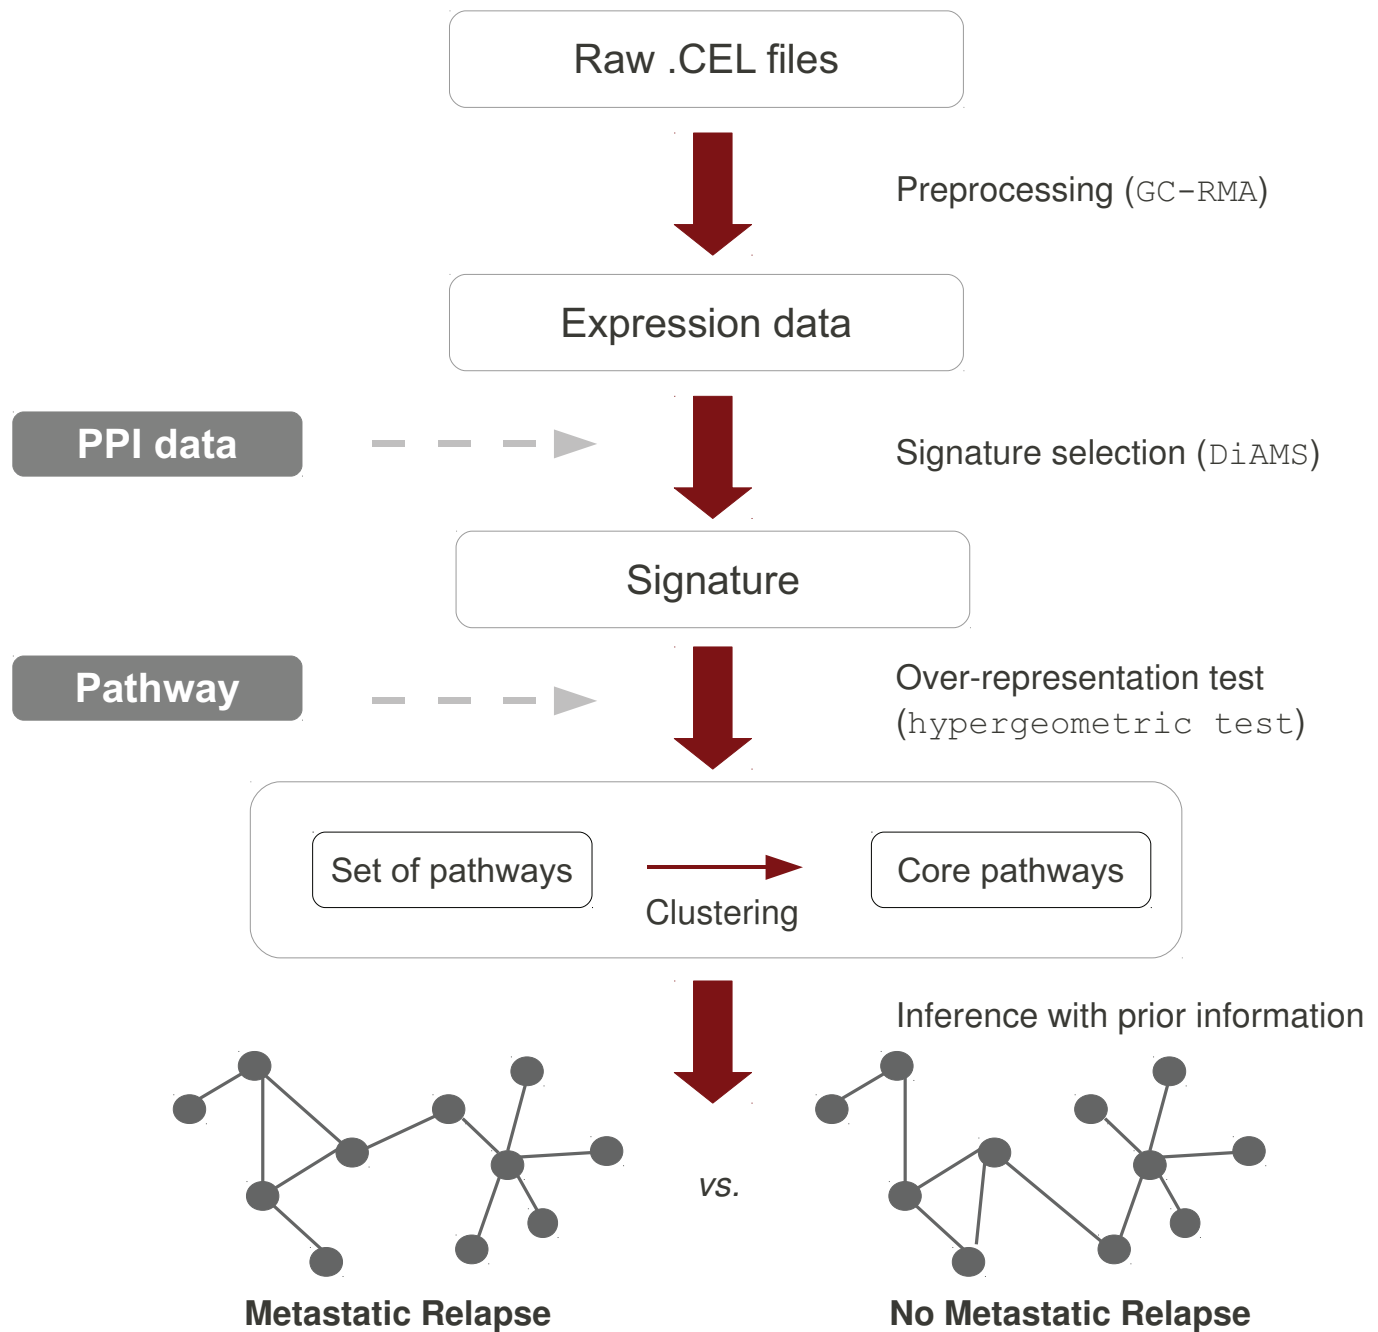 Raw .CEL files
Preprocessing (GC-RMA)
Expression data
PPI data
Signature selection (DiAMS)
Signature
Pathway
Over-representation test
(hypergeometric test)
Set of pathways
Clustering
Core pathways
Inference with prior information
vs.
Metastatic Relapse
No Metastatic Relapse